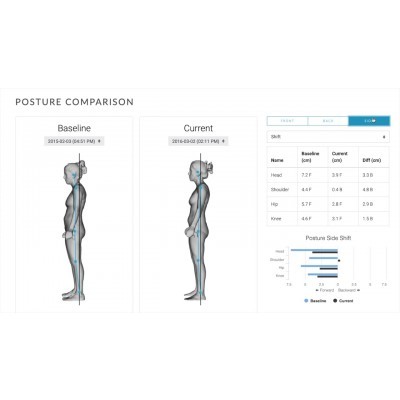 POSTURE COMPARISON
Baseline
2015-02-03 (04:31 PM)
Current
2016-03-02 (02:11 PM)
FRONT BACK
Shift
Name Baseline (cm) Current (cm) Diff (cm)
Head 7.2 F 3.9 F 3.3 B
Shoulder 4.4 F 0.4 B 4.8 B
Hip 5.7 F 2.8 F 2.9 B
Knee 4.6 F 3.1 F 1.5 B
Posture Side Shift
Head
Shoulder
Hip
Knee
7.5 5 2.5 0 2.5 5 7.5
Forward Backward
Baseline Current